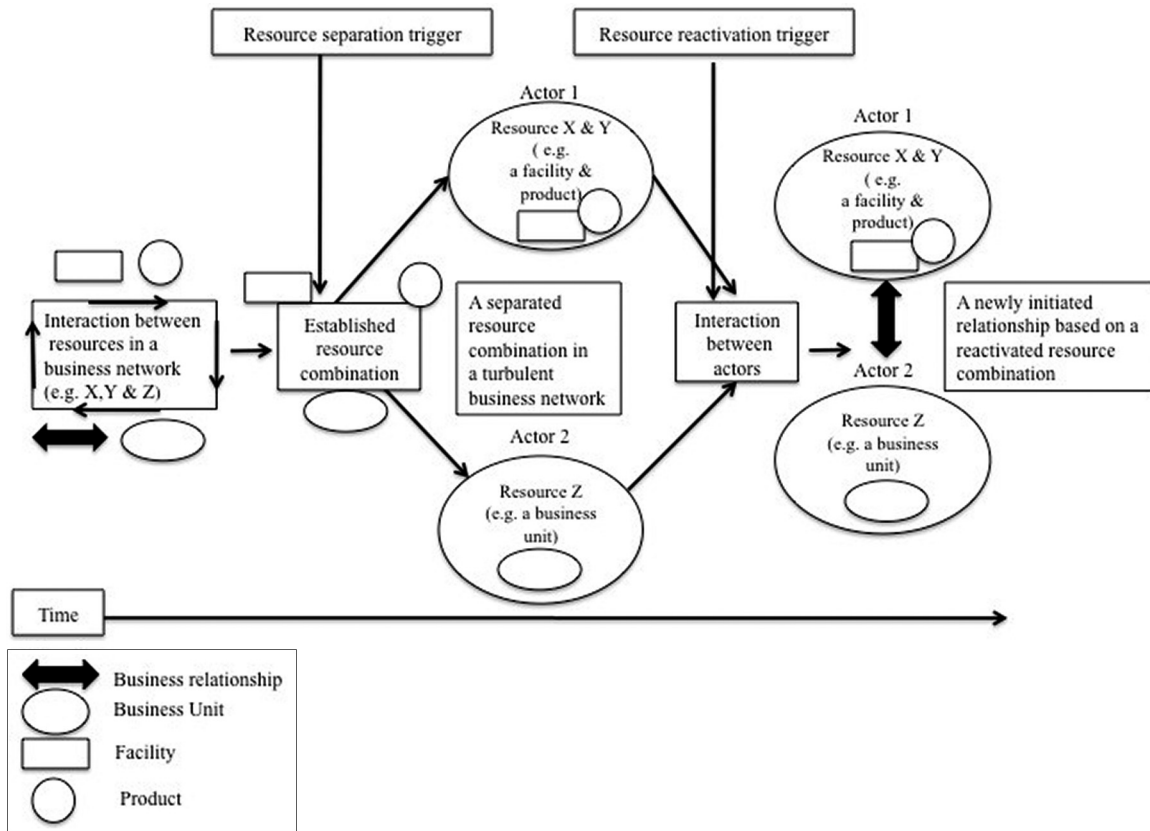 Resource separation trigger
Resource reactivation trigger
Actor 1
Resource X & Y
( e.g.
a facility &
product)
Actor 1
Resource X & Y
( e.g.
a facility &
product)
Interaction between
resources in a
business network
(e.g. X,Y & Z)
Established
resource
combination
A separated
resource
combination in
a turbulent
business network
Interaction
between
actors
A newly initiated
relationship based on a
reactivated resource
combination
Actor 2
Resource Z
(e.g. a business
unit)
Actor 2
Resource Z
(e.g. a business
unit)
Time
Business relationship
Business Unit
Facility
Product